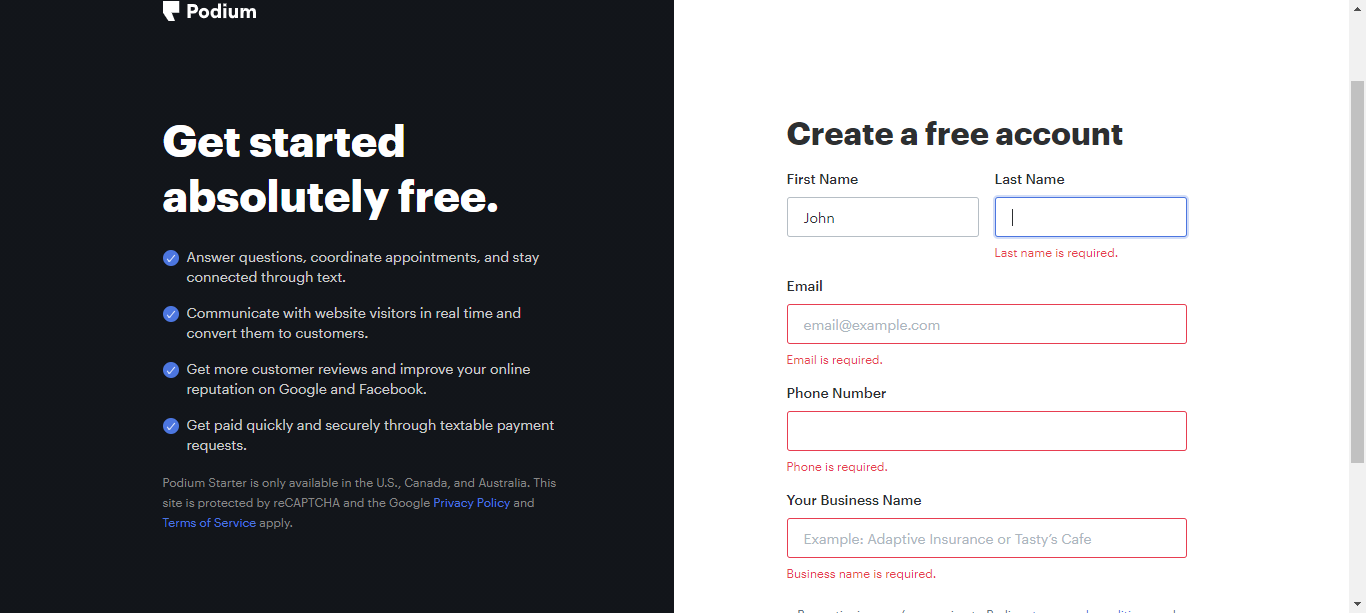 Podium
Get started
absolutely free.
Answer questions, coordinate appointments, and stay
connected through text.
Communicate with website visitors in real time and
convert them to customers.
Get more customer reviews and improve your online
reputation on Google and Facebook.
Get paid quickly and securely through textable payment
requests.
Podium Starter is only available in the U.S., Canada, and Australia. This
site is protected by reCAPTCHA and the Google Privacy Policy and
Terms of Service apply.
Create a free account
First Name
Last Name
John
Last name is required.
Email
email@example.com
Email is required.
Phone Number
Phone is required.
Your Business Name
Example: Adaptive Insurance or Tasty's Cafe
Business name is required.